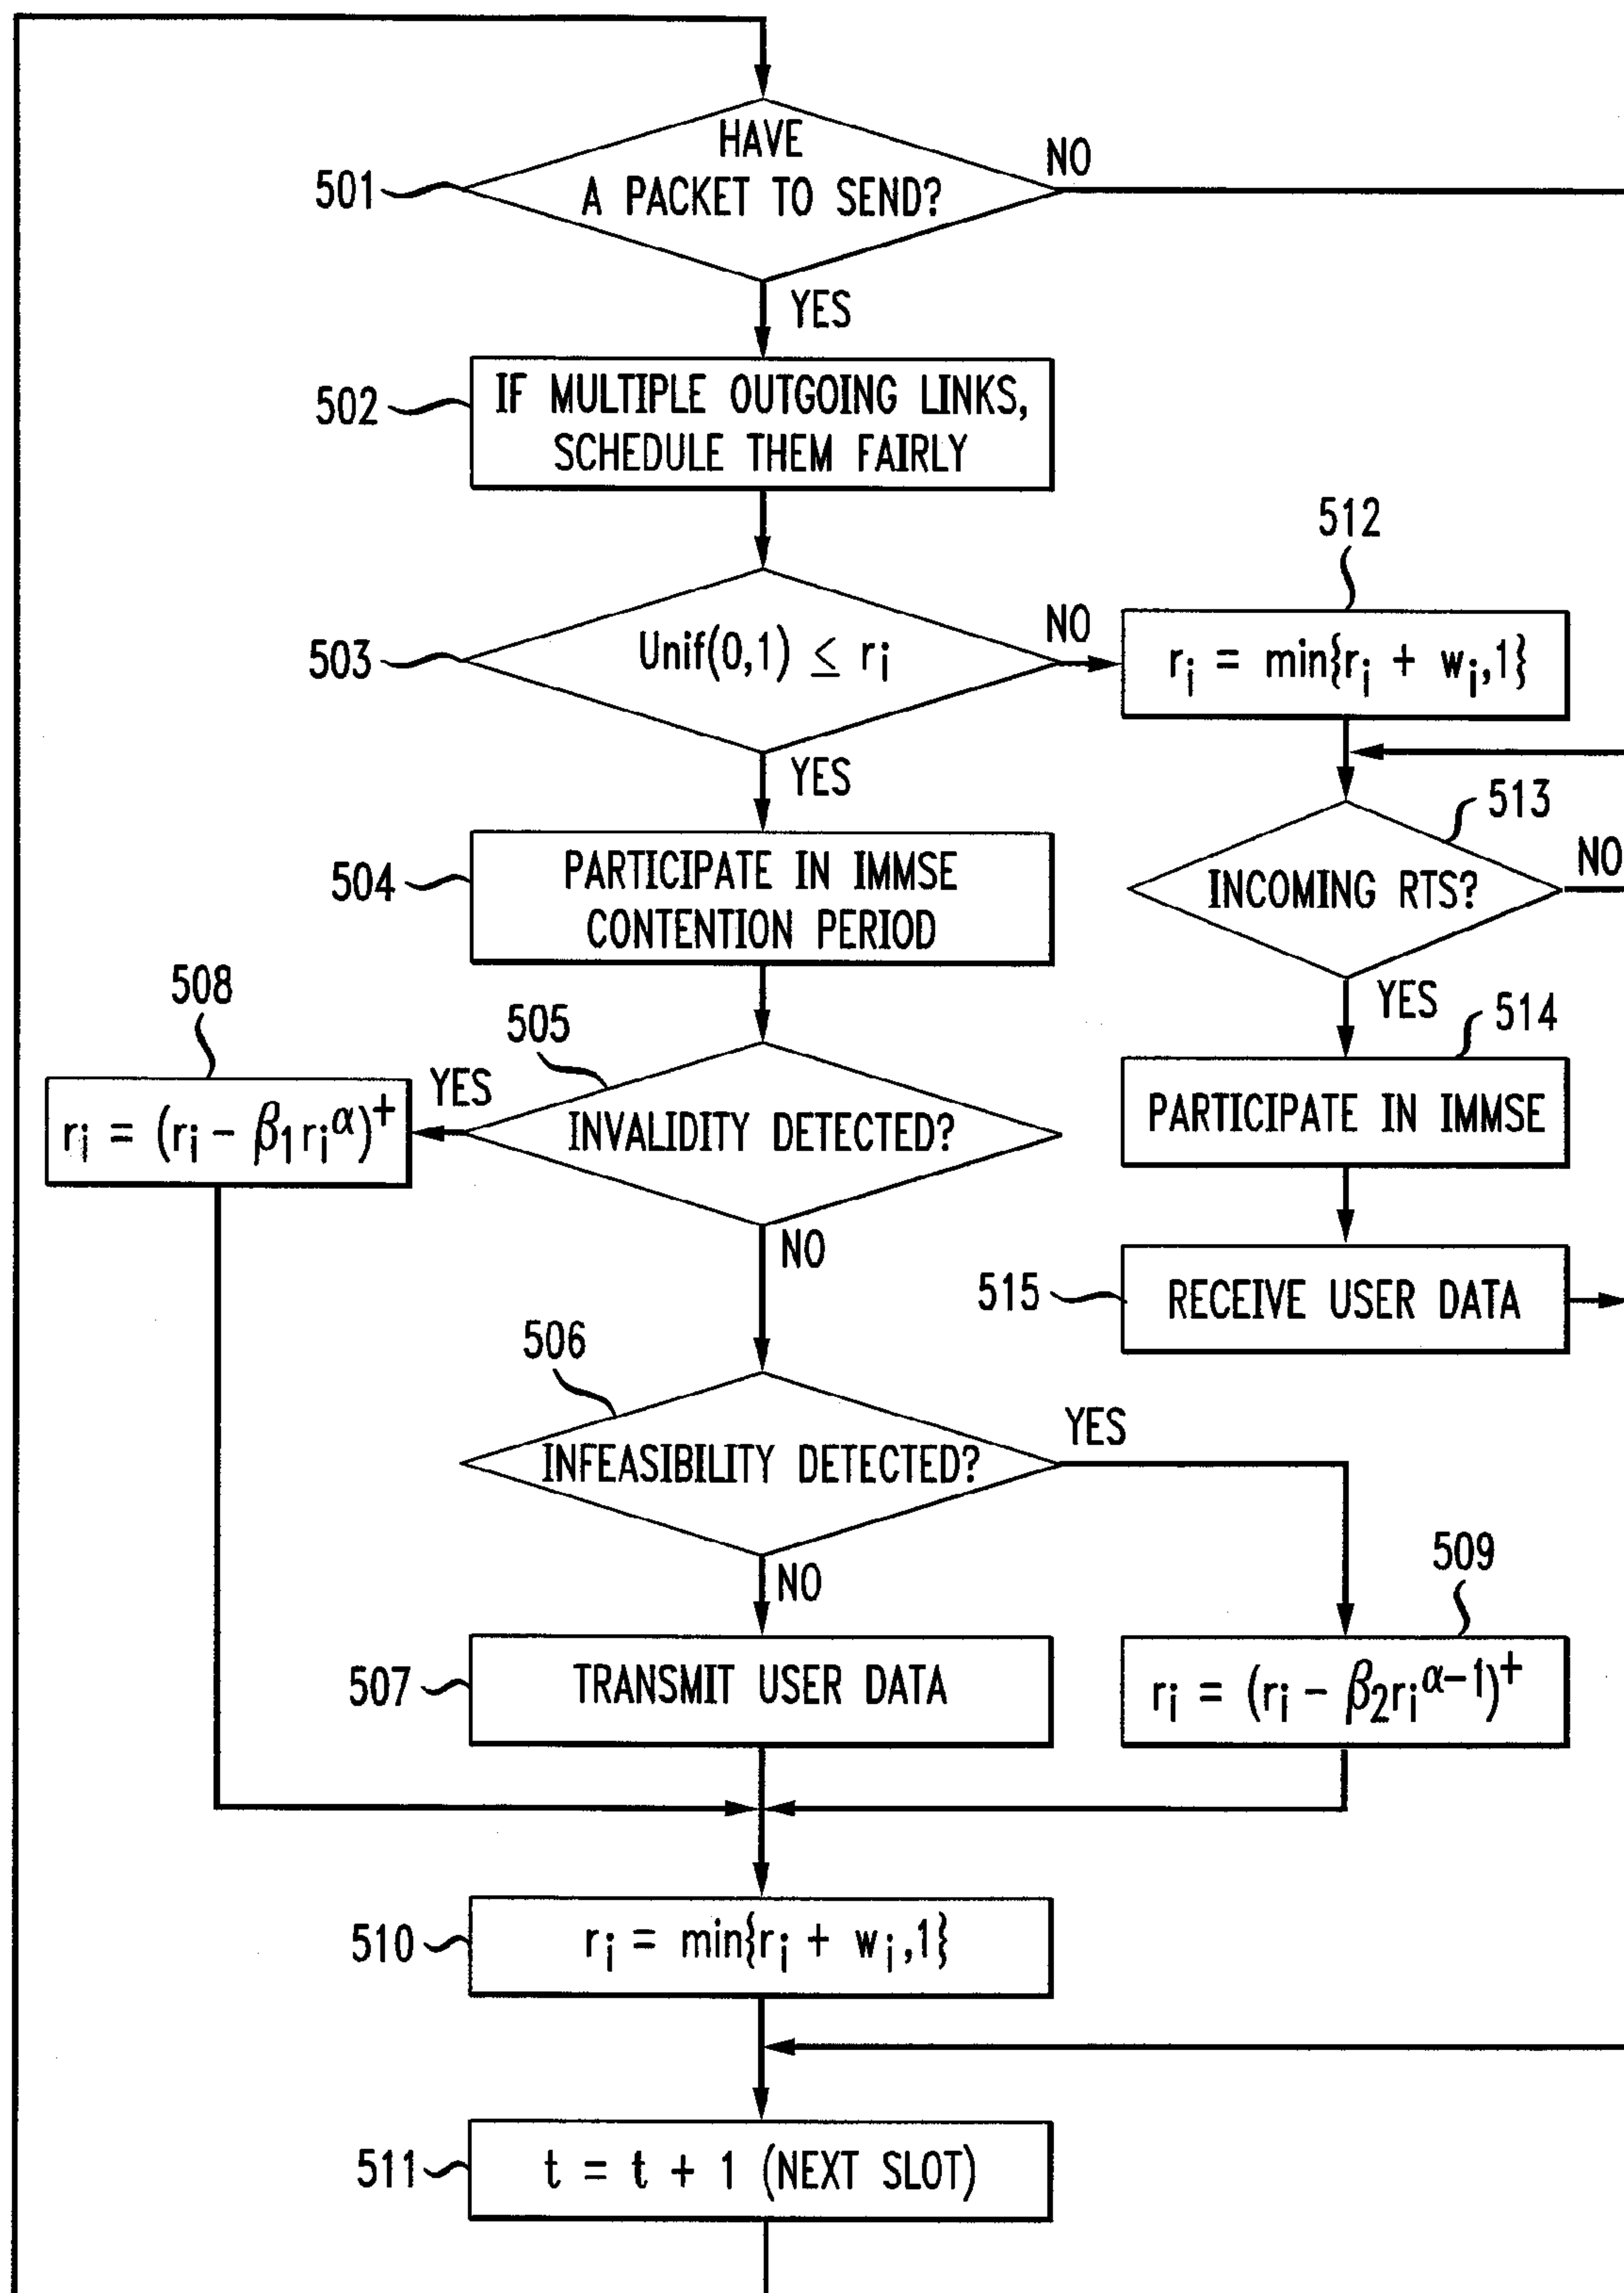 HAVE
A PACKET TO SEND?
NO
501
YES
502
IF MULTIPLE OUTGOING LINKS,
SCHEDULE THEM FAIRLY
512
503
Unif(0,1) ≤ ri
NO
ri = min{ri + wi,1}
YES
513
504
PARTICIPATE IN IMMSE
CONTENTION PERIOD
INCOMING RTS?
NO
508
505
YES
514
ri = (ri - β1riα)+
YES
INVALIDITY DETECTED?
PARTICIPATE IN IMMSE
NO
515
RECEIVE USER DATA
506
INFEASIBILITY DETECTED?
YES
509
NO
507
TRANSMIT USER DATA
ri = (ri - β2riα-1)+
510
ri = min{ri + wi,1}
511
t = t + 1 (NEXT SLOT)